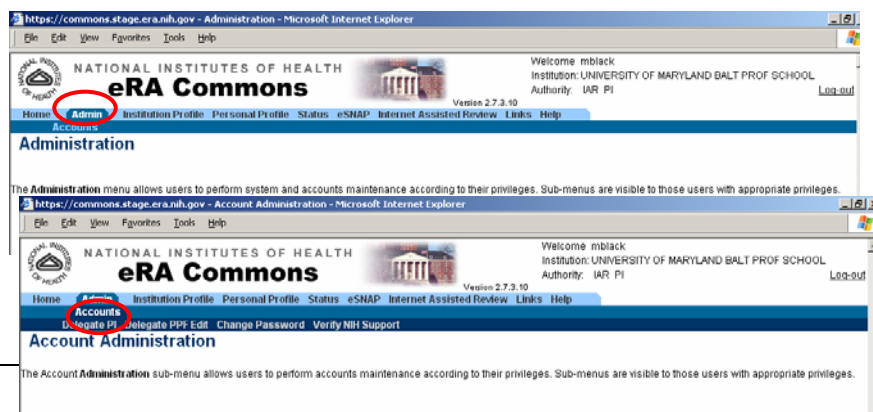 https://commons.stage.era.nih.gov - Administration - Microsoft Internet Explorer
File Edit View Favorites Tools Help
NATIONAL INSTITUTES OF HEALTH
eRA Commons
Version 2.7.3.10
Welcome mblack
Institution: UNIVERSITY OF MARYLAND BALT PROF SCHOOL
Authority: IAR PI
Log-out
Home Admin Institution Profile Personal Profile Status eSNAP Internet Assisted Review Links Help
Accounts
Administration
The Administration menu allows users to perform system and accounts maintenance according to their privileges. Sub-menus are visible to those users with appropriate privileges.
https://commons.stage.era.nih.gov - Account Administration - Microsoft Internet Explorer
File Edit View Favorites Tools Help
NATIONAL INSTITUTES OF HEALTH
eRA Commons
Version 2.7.3.10
Welcome mblack
Institution: UNIVERSITY OF MARYLAND BALT PROF SCHOOL
Authority: IAR PI
Log-out
Home Admin Institution Profile Personal Profile Status eSNAP Internet Assisted Review Links Help
Accounts
Delegate PI Delegate PPF Edit Change Password Verify NIH Support
Account Administration
The Account Administration sub-menu allows users to perform accounts maintenance according to their privileges. Sub-menus are visible to those users with appropriate privileges.